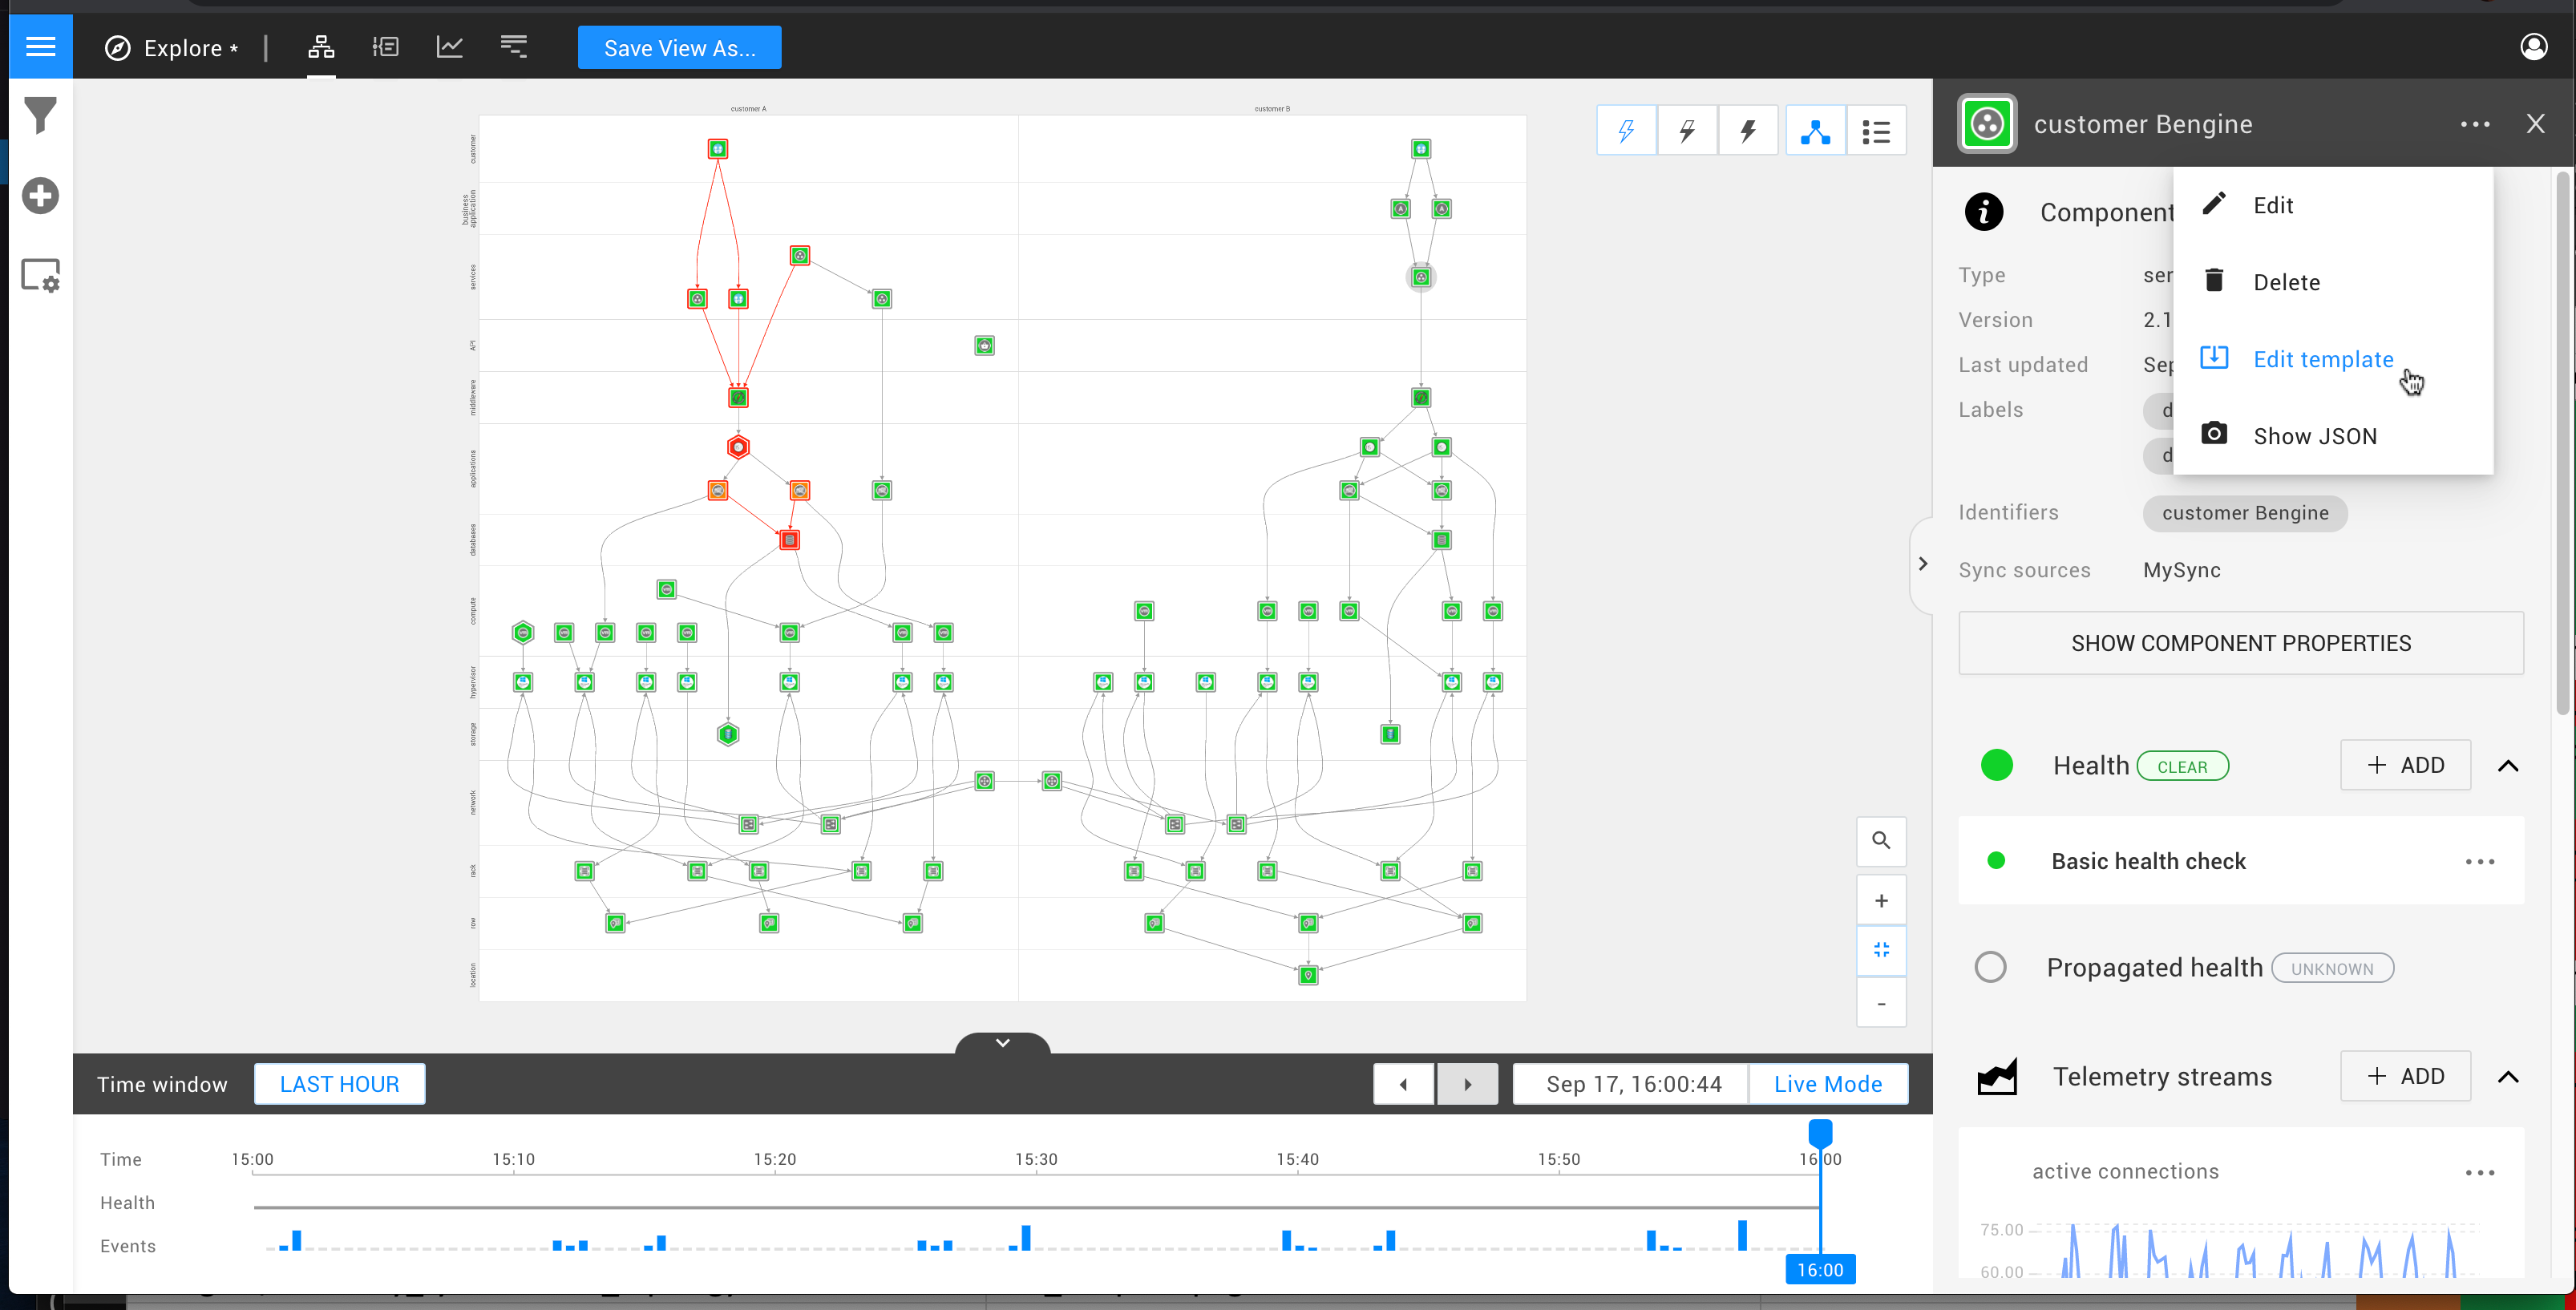 Explore *
Save View As...
customer A
customer B
customer
business
application
services
API
middleware
applications
databases
compute
hypervisor
storage
network
rack
row
location
customer Bengine
Edit
Delete
Edit template
Show JSON
Component
Type
ser
Version
2.1
Last updated
Sep
Labels
d
d
Identifiers
customer Bengine
Sync sources
MySync
SHOW COMPONENT PROPERTIES
Health
CLEAR
+ ADD
Basic health check
Propagated health
UNKNOWN
Telemetry streams
+ ADD
active connections
75.00
60.00
+
-
Time window
LAST HOUR
Sep 17, 16:00:44
Live Mode
Time
15:00
15:10
15:20
15:30
15:40
15:50
16:00
Health
Events
16:00